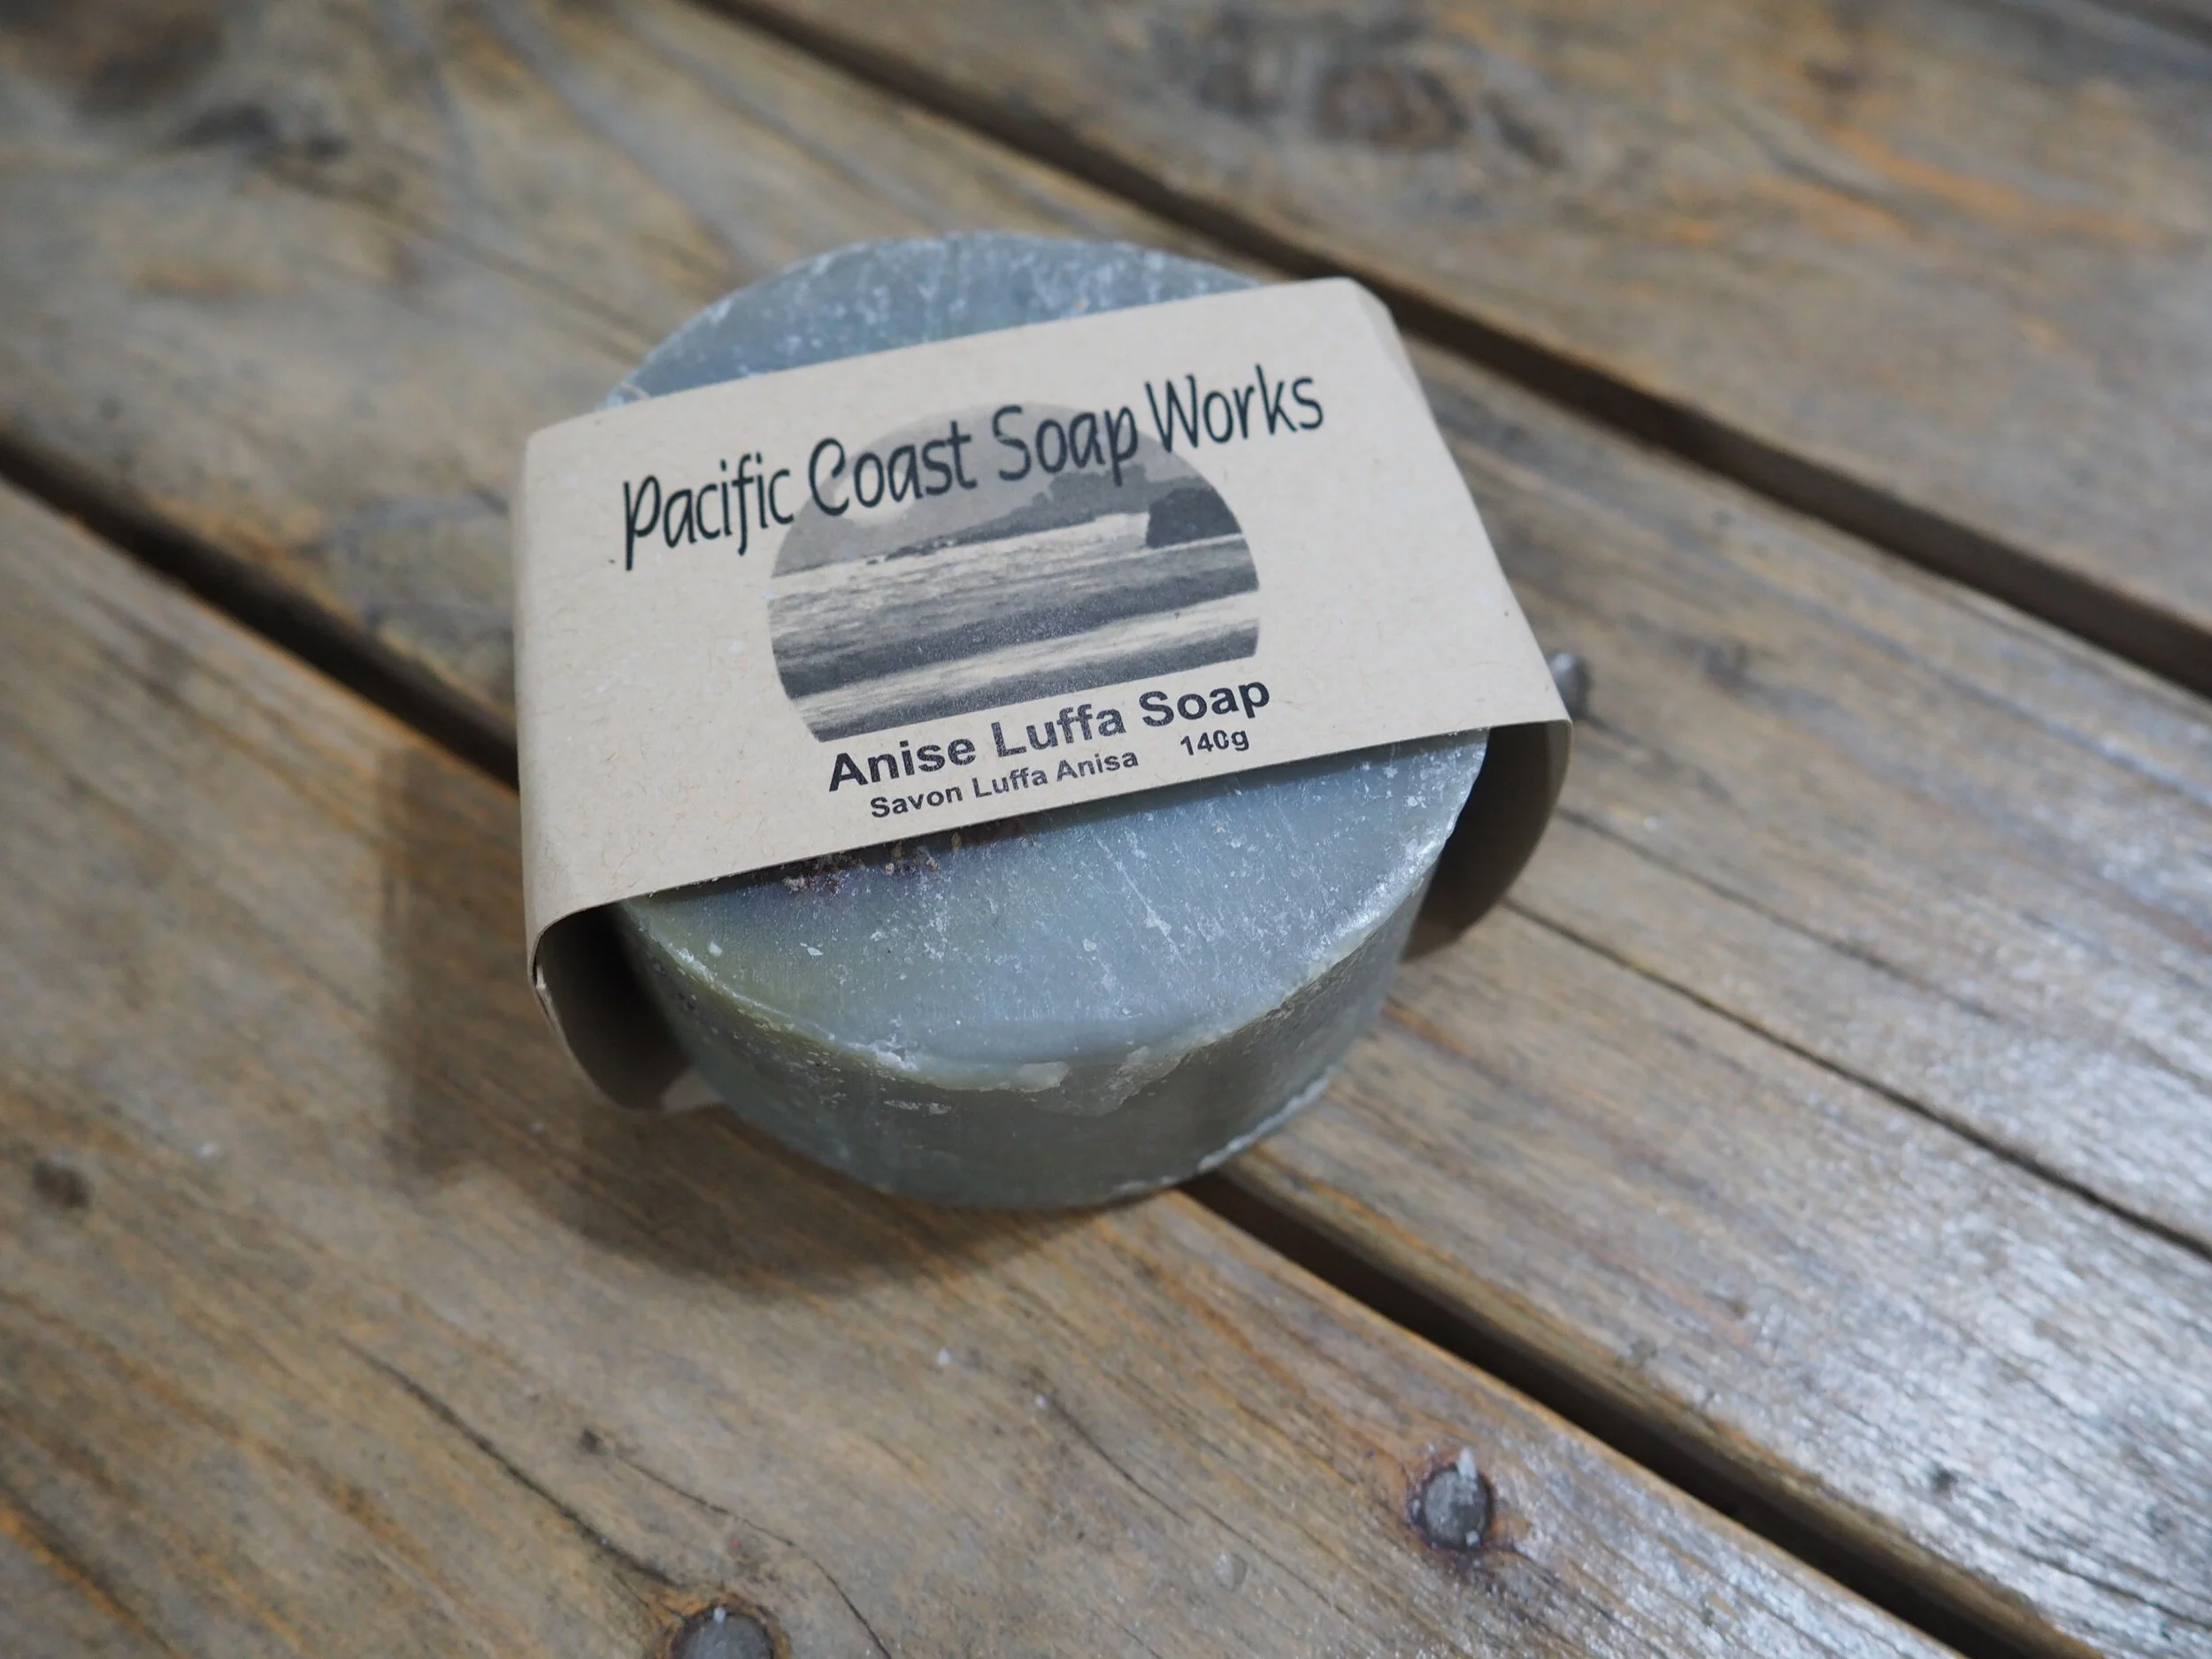 Pacific Coast Soap Works
Anise Luffa Soap
Savon Luffa Anisa 140g